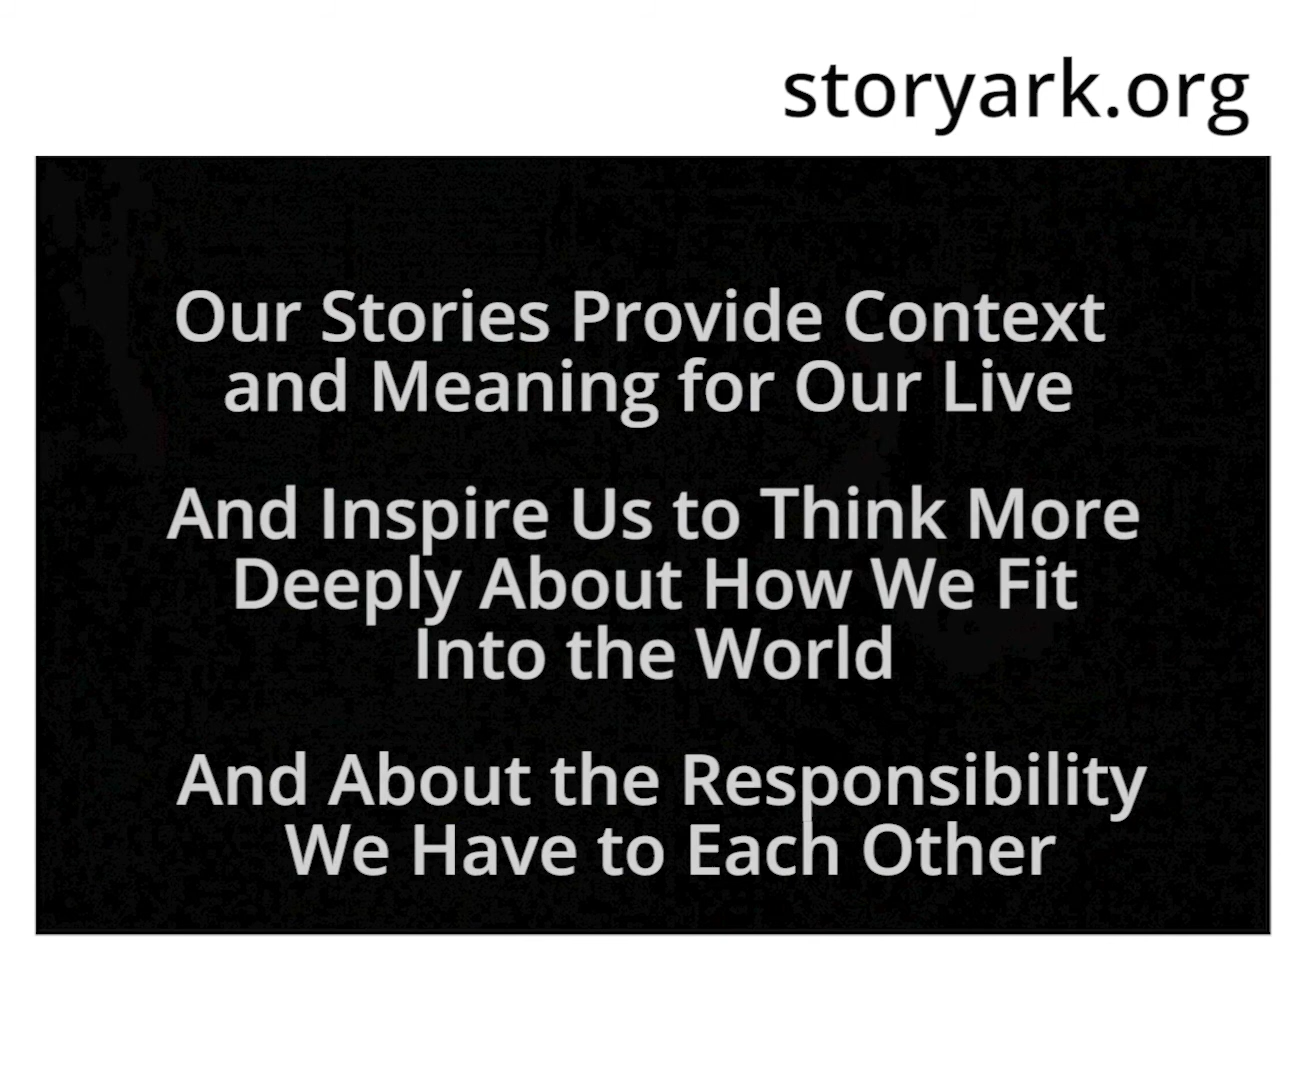 storyark.org
Our Stories Provide Context
and Meaning for Our Live
And Inspire Us to Think More
Deeply About How We Fit
Into the World
And About the Responsibility
We Have to Each Other